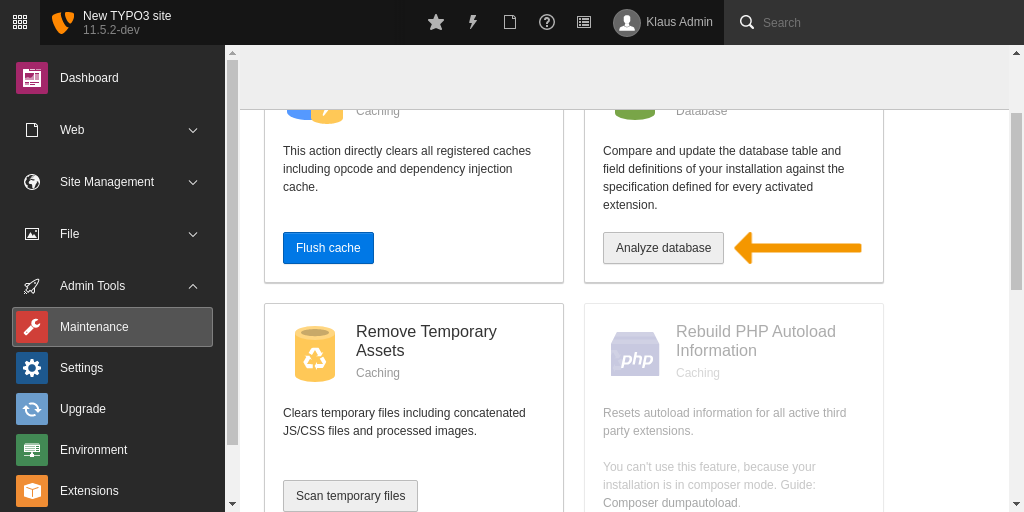 New TYPO3 site
11.5.2-dev
Klaus Admin
Search
Dashboard
Web
Site Management
File
Admin Tools
Maintenance
Settings
Upgrade
Environment
Extensions
Caching
This action directly clears all registered caches
including opcode and dependency injection
cache.
Flush cache
Database
Compare and update the database table and
field definitions of your installation against the
specification defined for every activated
extension.
Analyze database
Remove Temporary
Assets
Caching
Clears temporary files including concatenated
JS/CSS files and processed images.
Scan temporary files
php
Rebuild PHP Autoload
Information
Caching
Resets autoload information for all active third
party extensions.
You can't use this feature, because your
installation is in composer mode. Guide:
Composer dumpautoload.